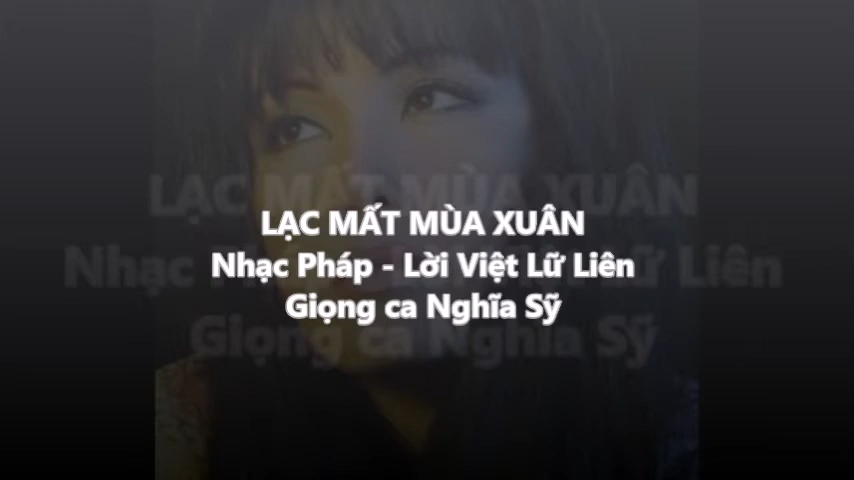 LẠC MẤT MÙA XUÂN
Nhạc Pháp - Lời Việt Lữ Liên
Giọng ca Nghĩa Sỹ